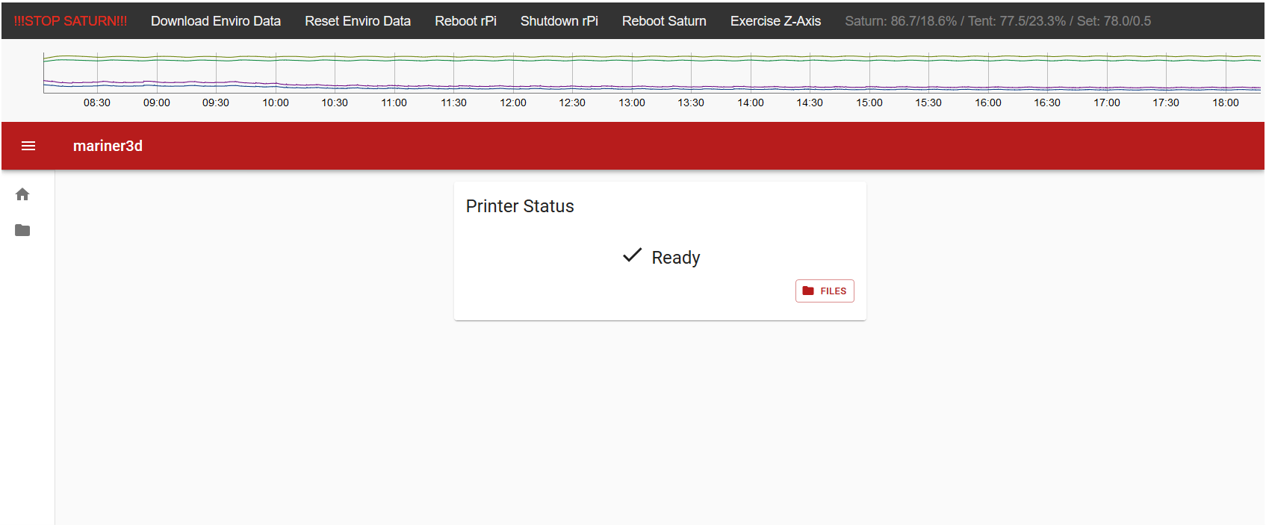 !!!STOP SATURN!!! Download Enviro Data Reset Enviro Data Reboot rPi Shutdown rPi Reboot Saturn Exercise Z-Axis Saturn: 86.7/18.6% / Tent: 77.5/23.3% / Set: 78.0/0.5
08:30 09:00 09:30 10:00 10:30 11:00 11:30 12:00 12:30 13:00 13:30 14:00 14:30 15:00 15:30 16:00 16:30 17:00 17:30 18:00
mariner3d
Printer Status
Ready
FILES